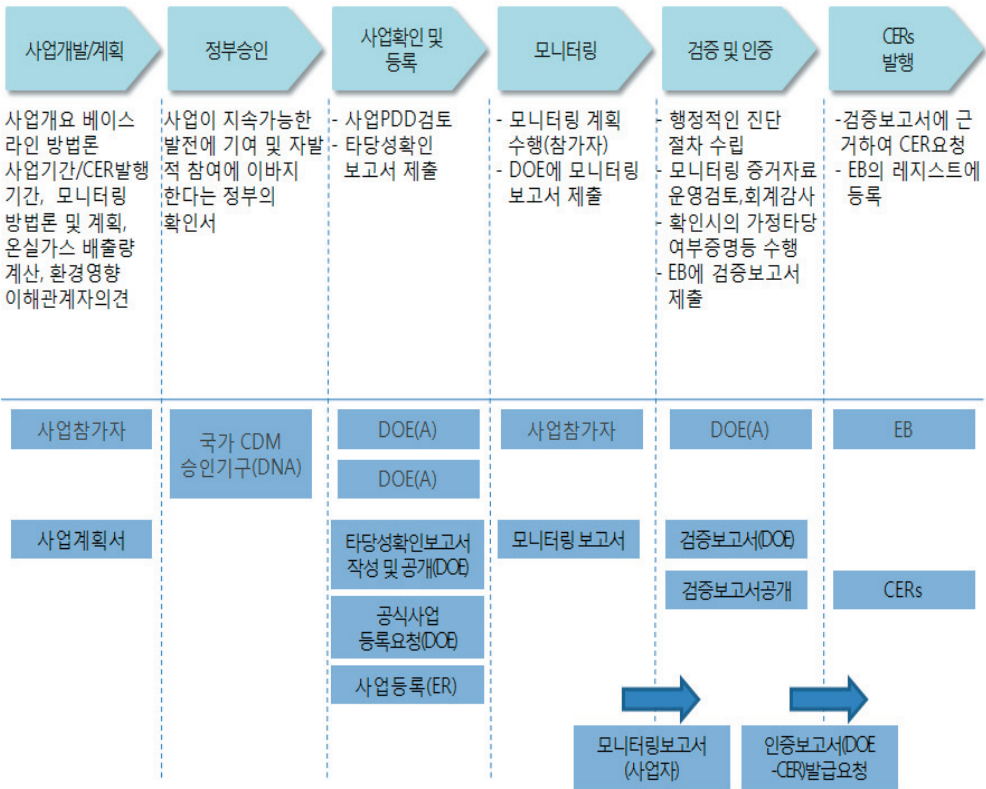 사업개발/계획
정부승인
사업확인 및
등록
모니터링
검증 및 인증
CERs
발행
사업개요 베이스
라인 방법론
사업기간/CER발행
기간, 모니터링
방법론 및 계획,
온실가스 배출량
계산, 환경영향
이해관계자의견
사업이 지속가능한
발전에 기여 및 자발
적 참여에 이바지
한다는 정부의
확인서
- 사업PDD검토
- 타당성확인
보고서 제출
- 모니터링 계획
수행(참가자)
- DOE에 모니터링
보고서 제출
- 행정적인 진단
절차 수립
- 모니터링 증거자료
운영검토,회계감사
- 확인시의 가정타당
여부증명등 수행
- EB에 검증보고서
제출
-검증보고서에 근
거하여 CER요청
- EB의 레지스트에
등록
사업참가자
국가 CDM
승인기구(DNA)
DOE(A)
DOE(A)
사업참가자
DOE(A)
EB
사업계획서
타당성확인보고서
작성 및 공개(DOE)
공식사업
등록요청(DOE)
사업등록(ER)
모니터링 보고서
검증보고서(DOE)
검증보고서공개
CERs
모니터링보고서
(사업자)
인증보고서(DOE
-CER)발급요청